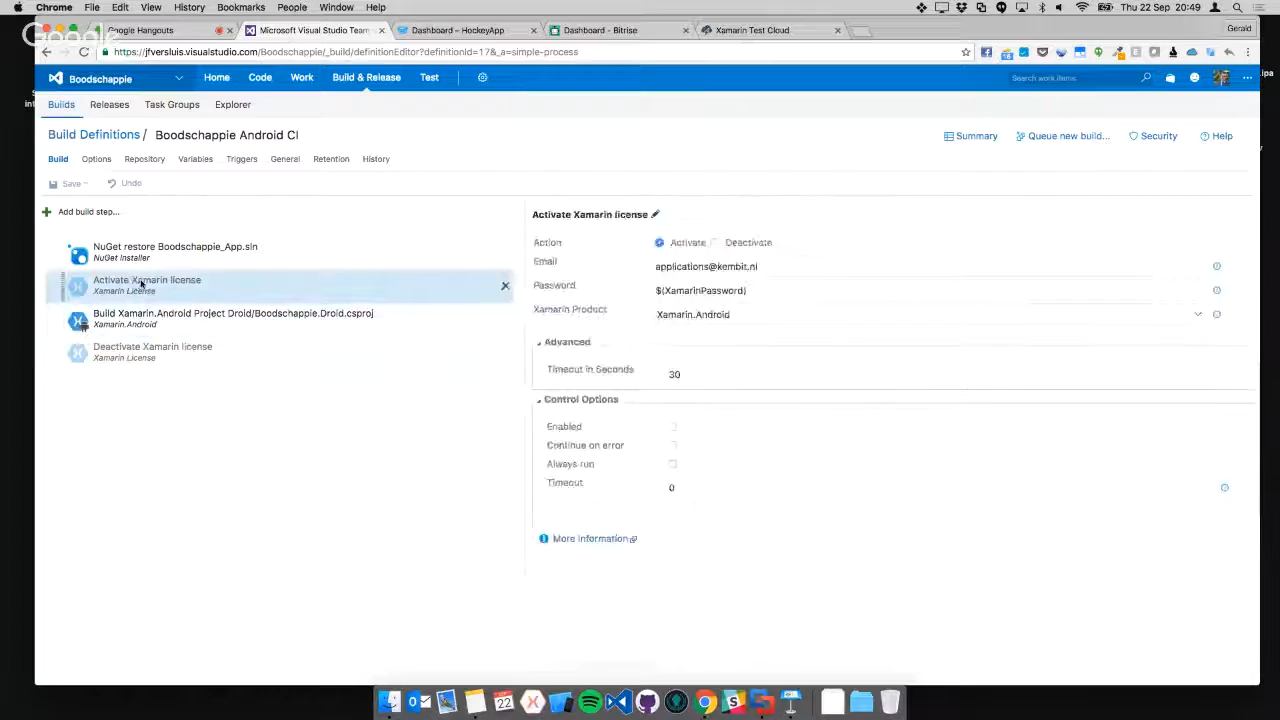 Chrome File Edit View History Bookmarks People Window Help Thu 22 Sep 20:49
Google Hangouts
Microsoft Visual Studio Team
Dashboard – HockeyApp
Dashboard - Bitrise
Xamarin Test Cloud
Gerald
https://jfversluis.visualstudio.com/Boodschappie/_build/definitionEditor?definitionId=17&_a=simple-process
Boodschappie Home Code Work Build & Release Test Search work items
Builds Releases Task Groups Explorer
Build Definitions / Boodschappie Android CI
Summary Queue new build... Security Help
Build Options Repository Variables Triggers General Retention History
Save Undo
Add build step...
NuGet restore Boodschappie_App.sln
NuGet Installer
Activate Xamarin license
Xamarin License
Build Xamarin.Android Project Droid/Boodschappie.Droid.csproj
Xamarin.Android
Deactivate Xamarin license
Xamarin License
Activate Xamarin license
Action Activate Deactivate
Email applications@kembit.nl
Password $(XamarinPassword)
Xamarin Product Xamarin.Android
Advanced
Timeout in Seconds 30
Control Options
Enabled
Continue on error
Always run
Timeout 0
More Information
22